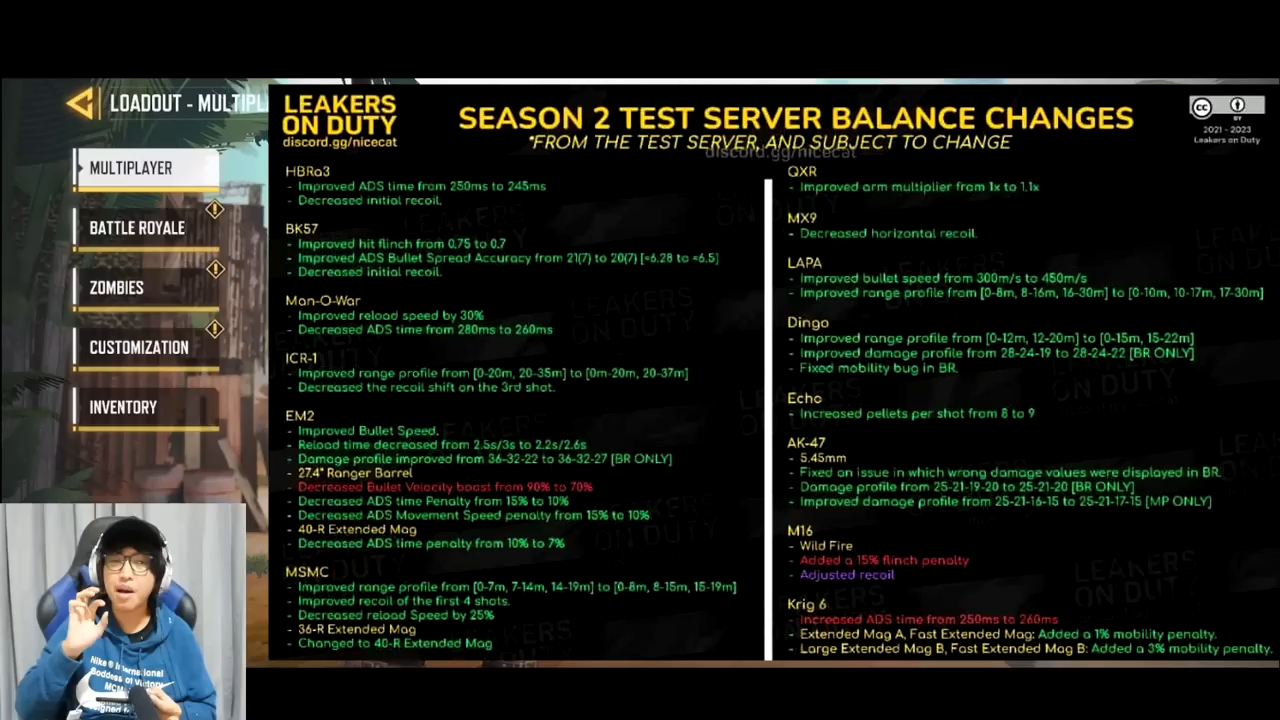 LOADOUT - MULTIPL
MULTIPLAYER
BATTLE ROYALE
ZOMBIES
CUSTOMIZATION
INVENTORY
LEAKERS
ON DUTY
discord.gg/nicecat
SEASON 2 TEST SERVER BALANCE CHANGES
*FROM THE TEST SERVER, AND SUBJECT TO CHANGE
discord.gg/nicecat
cc
BY
2021 - 2023
Leakers on Duty
HBRa3
- Improved ADS time from 250ms to 245ms
- Decreased initial recoil.
BK57
- Improved hit flinch from 0.75 to 0.7
- Improved ADS Bullet Spread Accuracy from 21(7) to 20(7) [≈6.28 to ≈6.5]
- Decreased initial recoil.
Man-O-War
- Improved reload speed by 30%
- Decreased ADS time from 280ms to 260ms
ICR-1
- Improved range profile from [0-20m, 20-35m] to [0m-20m, 20-37m]
- Decreased the recoil shift on the 3rd shot.
EM2
- Improved Bullet Speed.
- Reload time decreased from 2.5s/3s to 2.2s/2.6s
- Damage profile improved from 36-32-22 to 36-32-27 [BR ONLY]
- 27.4" Ranger Barrel
- Decreased Bullet Velocity boost from 90% to 70%
- Decreased ADS time Penalty from 15% to 10%
- Decreased ADS Movement Speed penalty from 15% to 10%
- 40-R Extended Mag
- Decreased ADS time penalty from 10% to 7%
MSMC
- Improved range profile from [0-7m, 7-14m, 14-19m] to [0-8m, 8-15m, 15-19m]
- Improved recoil of the first 4 shots.
- Decreased reload Speed by 25%
- 36-R Extended Mag
- Changed to 40-R Extended Mag
QXR
- Improved arm multiplier from 1x to 1.1x
MX9
- Decreased horizontal recoil.
LAPA
- Improved bullet speed from 300m/s to 450m/s
- Improved range profile from [0-8m, 8-16m, 16-30m] to [0-10m, 10-17m, 17-30m]
Dingo
- Improved range profile from [0-12m, 12-20m] to [0-15m, 15-22m]
- Improved damage profile from 28-24-19 to 28-24-22 [BR ONLY]
- Fixed mobility bug in BR.
Echo
- Increased pellets per shot from 8 to 9
AK-47
- 5.45mm
- Fixed an issue in which wrong damage values were displayed in BR.
- Damage profile from 25-21-19-20 to 25-21-20 [BR ONLY]
- Improved damage profile from 25-21-16-15 to 25-21-17-15 [MP ONLY]
M16
- Wild Fire
- Added a 15% flinch penalty
- Adjusted recoil
Krig 6
- Increased ADS time from 250ms to 260ms
- Extended Mag A, Fast Extended Mag: Added a 1% mobility penalty.
- Large Extended Mag B, Fast Extended Mag B: Added a 3% mobility penalty.
Nike ® International
Goddess of Victory